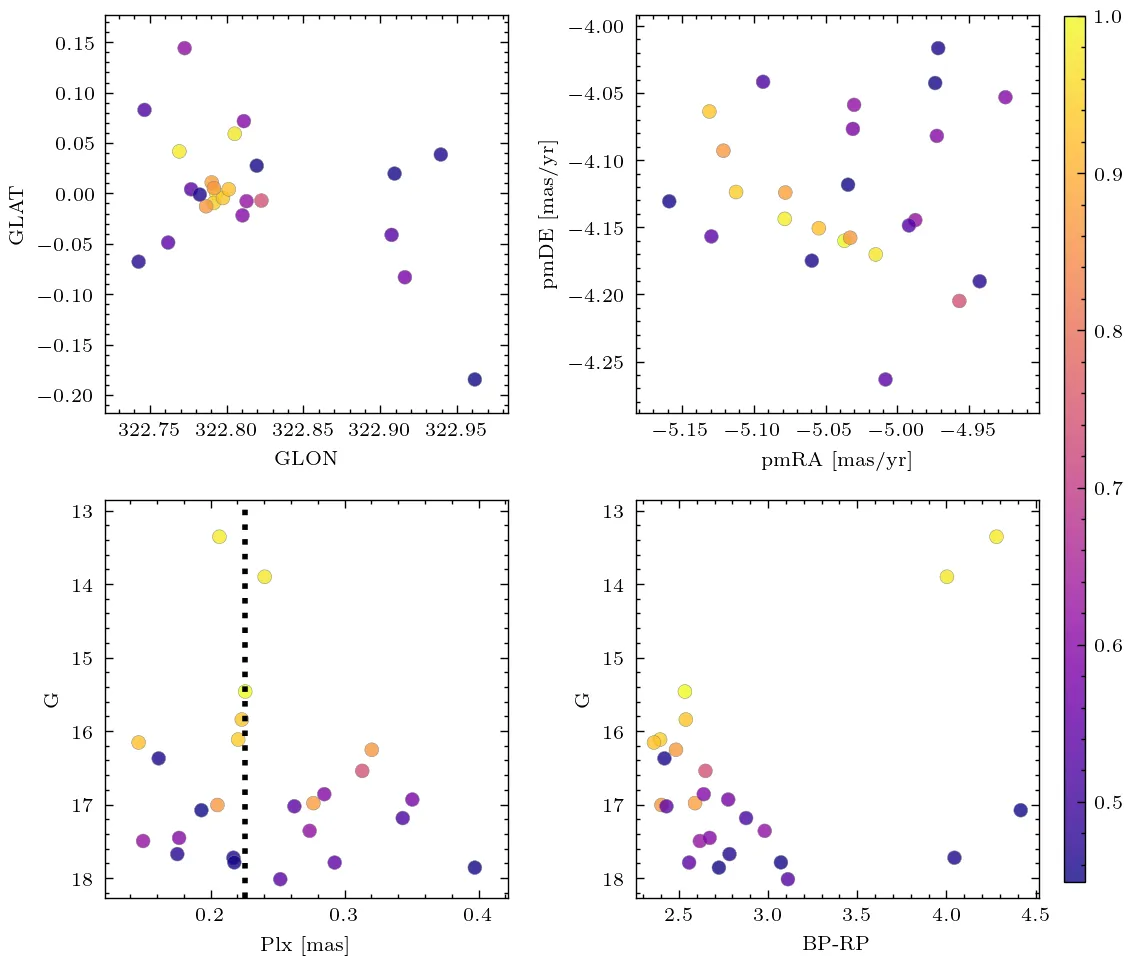 0.15
0.10
0.05
0.00
−0.05
−0.10
−0.15
−0.20
GLAT
322.75 322.80 322.85 322.90 322.95
GLON
−4.00
−4.05
−4.10
−4.15
−4.20
−4.25
pmDE [mas/yr]
−5.15 −5.10 −5.05 −5.00 −4.95
pmRA [mas/yr]
1.0
0.9
0.8
0.7
0.6
0.5
13
14
15
16
17
18
G
0.2 0.3 0.4
Plx [mas]
13
14
15
16
17
18
G
2.5 3.0 3.5 4.0 4.5
BP-RP